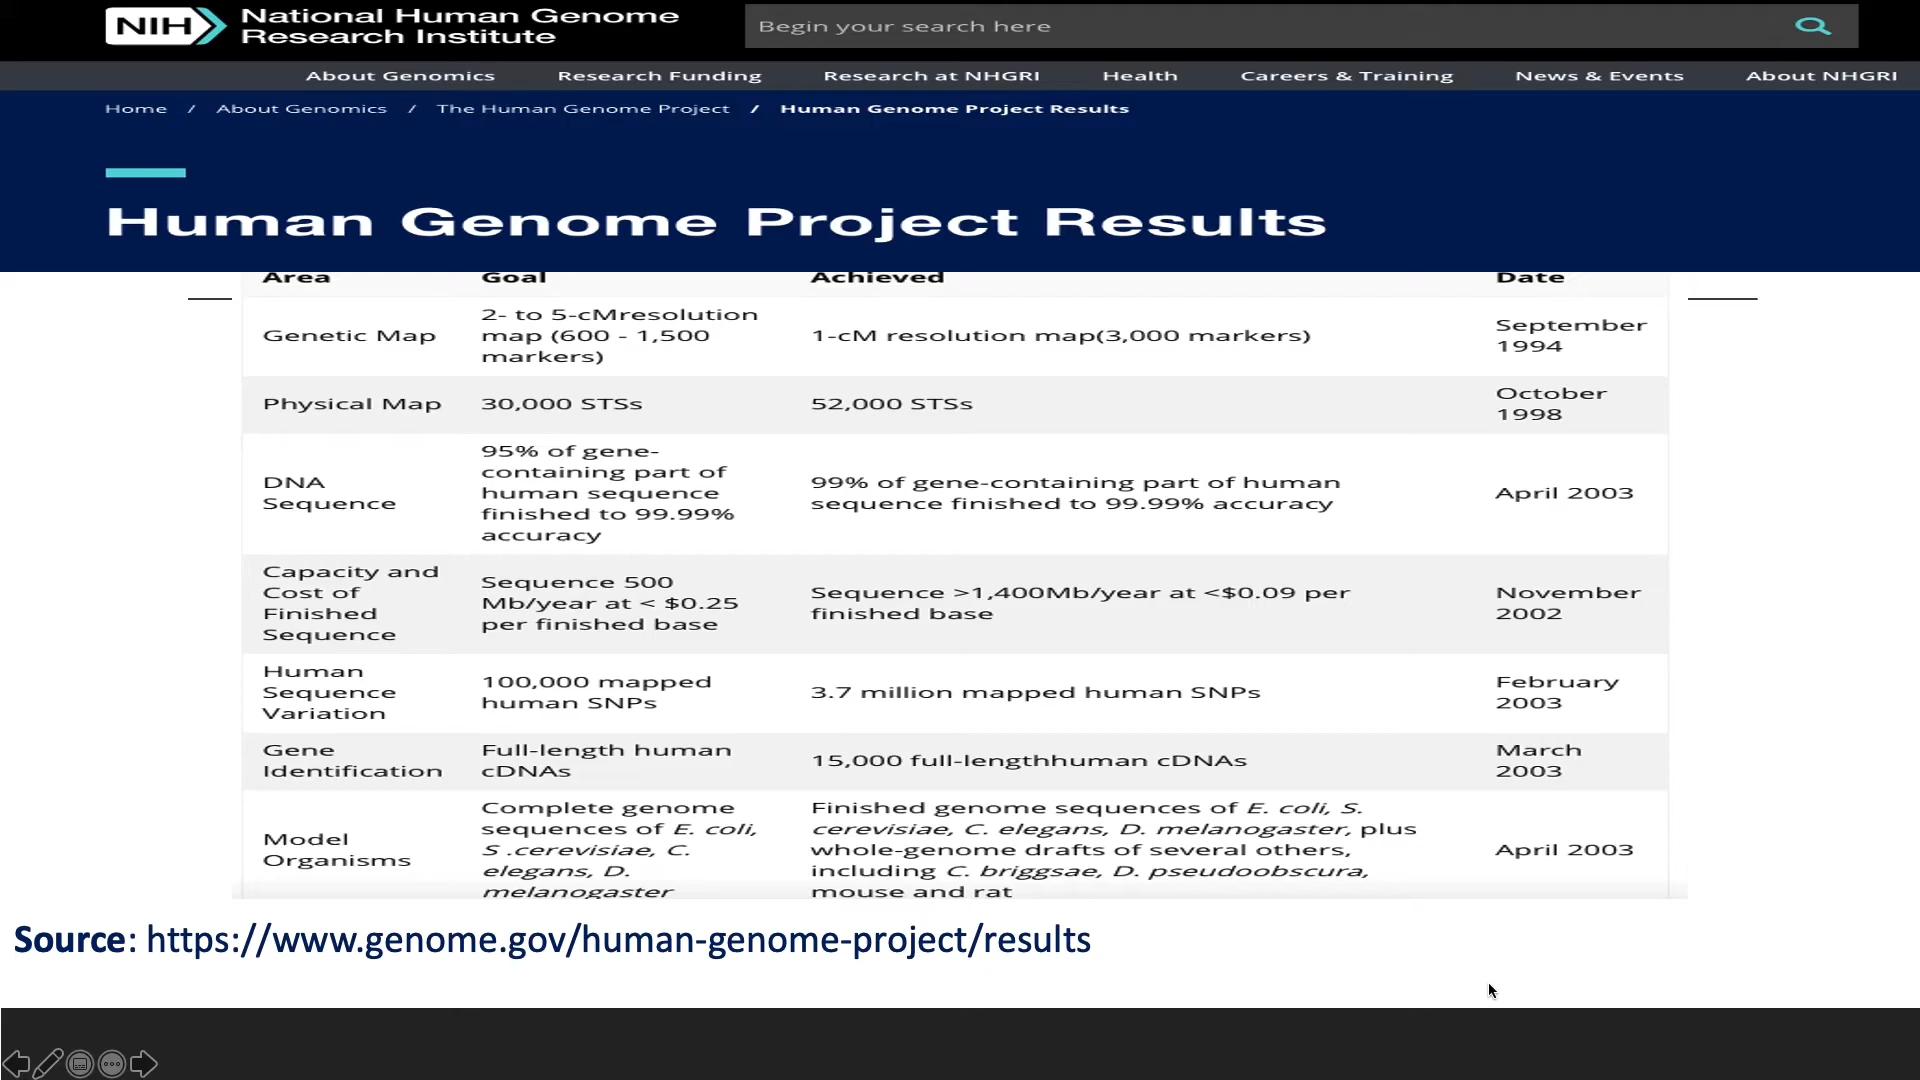 NIH
National Human Genome
Research Institute
Begin your search here
About Genomics Research Funding Research at NHGRI Health Careers & Training News & Events About NHGRI
Home / About Genomics / The Human Genome Project / Human Genome Project Results
Human Genome Project Results
Area Goal Achieved Date
Genetic Map
2- to 5-cMresolution
map (600 - 1,500
markers)
1-cM resolution map(3,000 markers)
September
1994
Physical Map
30,000 STSs
52,000 STSs
October
1998
DNA
Sequence
95% of gene-
containing part of
human sequence
finished to 99.99%
accuracy
99% of gene-containing part of human
sequence finished to 99.99% accuracy
April 2003
Capacity and
Cost of
Finished
Sequence
Sequence 500
Mb/year at < $0.25
per finished base
Sequence >1,400Mb/year at <$0.09 per
finished base
November
2002
Human
Sequence
Variation
100,000 mapped
human SNPs
3.7 million mapped human SNPs
February
2003
Gene
Identification
Full-length human
cDNAs
15,000 full-lengthhuman cDNAs
March
2003
Model
Organisms
Complete genome
sequences of E. coli,
S .cerevisiae, C.
elegans, D.
melanogaster
Finished genome sequences of E. coli, S.
cerevisiae, C. elegans, D. melanogaster, plus
whole-genome drafts of several others,
including C. briggsae, D. pseudoobscura,
mouse and rat
April 2003
Source: https://www.genome.gov/human-genome-project/results